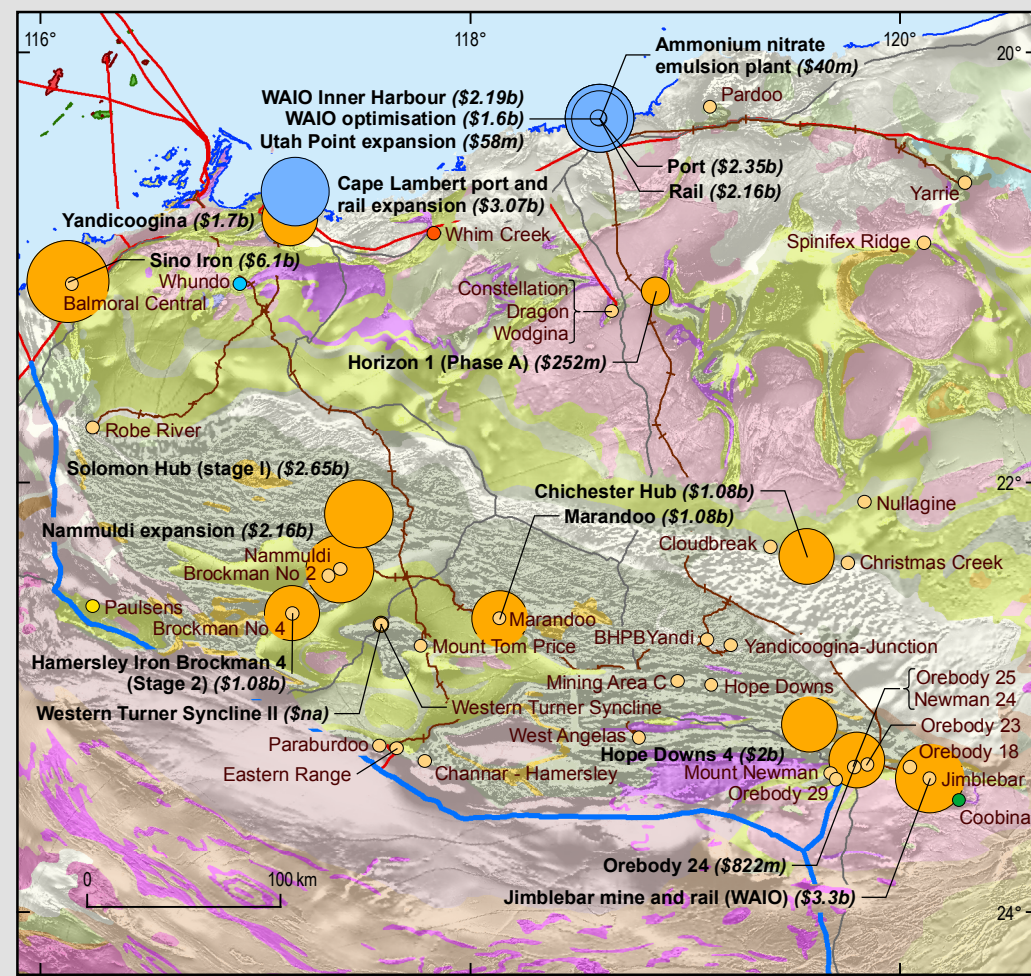 116°
118°
120°
20°
Ammonium nitrate
emulsion plant ($40m)
Pardoo
WAIO Inner Harbour ($2.19b)
WAIO optimisation ($1.6b)
Utah Point expansion ($58m)
Port ($2.35b)
Rail ($2.16b)
Cape Lambert port and
rail expansion ($3.07b)
Yarrie
Yandicoogina ($1.7b)
Whim Creek
Spinifex Ridge
Sino Iron ($6.1b)
Whundo
Balmoral Central
Constellation
Dragon
Wodgina
Horizon 1 (Phase A) ($252m)
Robe River
Solomon Hub (stage I) ($2.65b)
22°
Chichester Hub ($1.08b)
Nullagine
Marandoo ($1.08b)
Nammuldi expansion ($2.16b)
Cloudbreak
Nammuldi
Christmas Creek
Brockman No 2
Paulsens
Brockman No 4
Marandoo
BHPBYandi
Mount Tom Price
Yandicoogina-Junction
Hamersley Iron Brockman 4
(Stage 2) ($1.08b)
Mining Area C
Hope Downs
Orebody 25
Newman 24
Western Turner Syncline II ($na)
Western Turner Syncline
Orebody 23
West Angelas
Paraburdoo
Hope Downs 4 ($2b)
Orebody 18
Eastern Range
Channar - Hamersley
Mount Newman
Jimblebar
Orebody 29
Coobina
Orebody 24 ($822m)
0
100 km
Jimblebar mine and rail (WAIO) ($3.3b)
24°